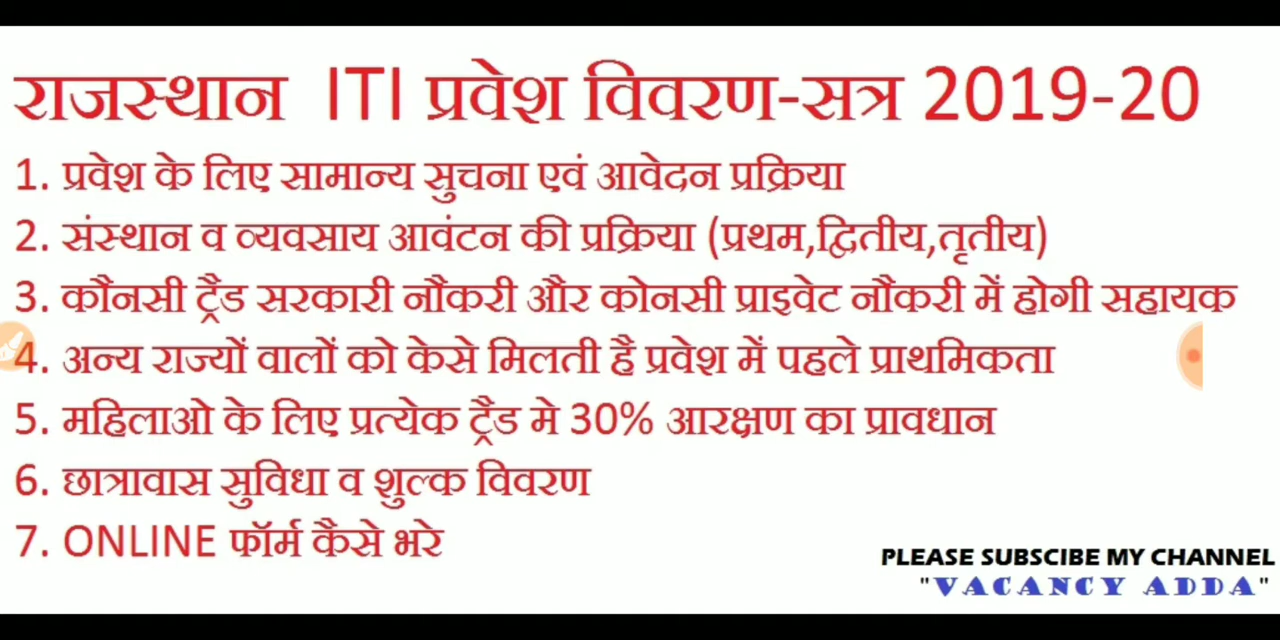 राजस्थान ITI प्रवेश विवरण-सत्र 2019-20
1. प्रवेश के लिए सामान्य सुचना एवं आवेदन प्रक्रिया
2. संस्थान व व्यवसाय आवंटन की प्रक्रिया (प्रथम,द्वितीय,तृतीय)
3. कौनसी ट्रैड सरकारी नौकरी और कोनसी प्राइवेट नौकरी में होगी सहायक
4. अन्य राज्यों वालों को केसे मिलती है प्रवेश में पहले प्राथमिकता
5. महिलाओ के लिए प्रत्येक ट्रैड मे 30% आरक्षण का प्रावधान
6. छात्रावास सुविधा व शुल्क विवरण
7. ONLINE फॉर्म कैसे भरे
PLEASE SUBSCIBE MY CHANNEL
"VACANCY ADDA"